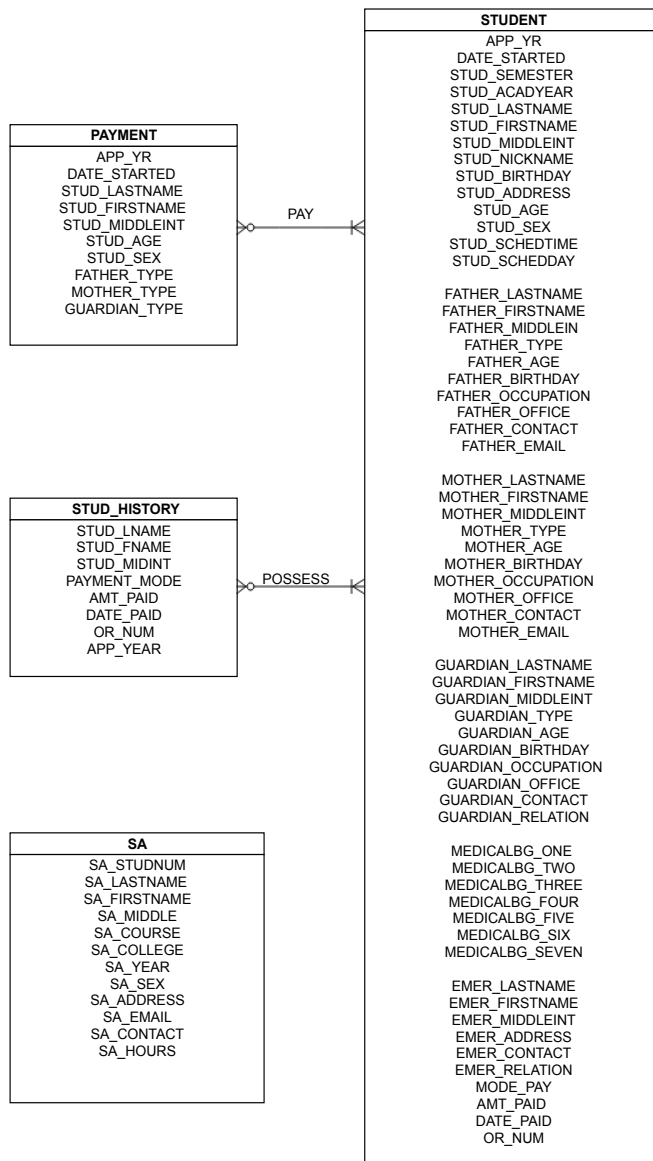 PAYMENT
APP_YR
DATE_STARTED
STUD_LASTNAME
STUD_FIRSTNAME
STUD_MIDDLEINT
STUD_AGE
STUD_SEX
FATHER_TYPE
MOTHER_TYPE
GUARDIAN_TYPE
PAY
STUD_HISTORY
STUD_LNAME
STUD_FNAME
STUD_MIDINT
PAYMENT_MODE
AMT_PAID
DATE_PAID
OR_NUM
APP_YEAR
POSSESS
SA
SA_STUDNUM
SA_LASTNAME
SA_FIRSTNAME
SA_MIDDLE
SA_COURSE
SA_COLLEGE
SA_YEAR
SA_SEX
SA_ADDRESS
SA_EMAIL
SA_CONTACT
SA_HOURS
STUDENT
APP_YR
DATE_STARTED
STUD_SEMESTER
STUD_ACADYEAR
STUD_LASTNAME
STUD_FIRSTNAME
STUD_MIDDLEINT
STUD_NICKNAME
STUD_BIRTHDAY
STUD_ADDRESS
STUD_AGE
STUD_SEX
STUD_SCHEDTIME
STUD_SCHEDDAY
FATHER_LASTNAME
FATHER_FIRSTNAME
FATHER_MIDDLEIN
FATHER_TYPE
FATHER_AGE
FATHER_BIRTHDAY
FATHER_OCCUPATION
FATHER_OFFICE
FATHER_CONTACT
FATHER_EMAIL
MOTHER_LASTNAME
MOTHER_FIRSTNAME
MOTHER_MIDDLEINT
MOTHER_TYPE
MOTHER_AGE
MOTHER_BIRTHDAY
MOTHER_OCCUPATION
MOTHER_OFFICE
MOTHER_CONTACT
MOTHER_EMAIL
GUARDIAN_LASTNAME
GUARDIAN_FIRSTNAME
GUARDIAN_MIDDLEINT
GUARDIAN_TYPE
GUARDIAN_AGE
GUARDIAN_BIRTHDAY
GUARDIAN_OCCUPATION
GUARDIAN_OFFICE
GUARDIAN_CONTACT
GUARDIAN_RELATION
MEDICALBG_ONE
MEDICALBG_TWO
MEDICALBG_THREE
MEDICALBG_FOUR
MEDICALBG_FIVE
MEDICALBG_SIX
MEDICALBG_SEVEN
EMER_LASTNAME
EMER_FIRSTNAME
EMER_MIDDLEINT
EMER_ADDRESS
EMER_CONTACT
EMER_RELATION
MODE_PAY
AMT_PAID
DATE_PAID
OR_NUM